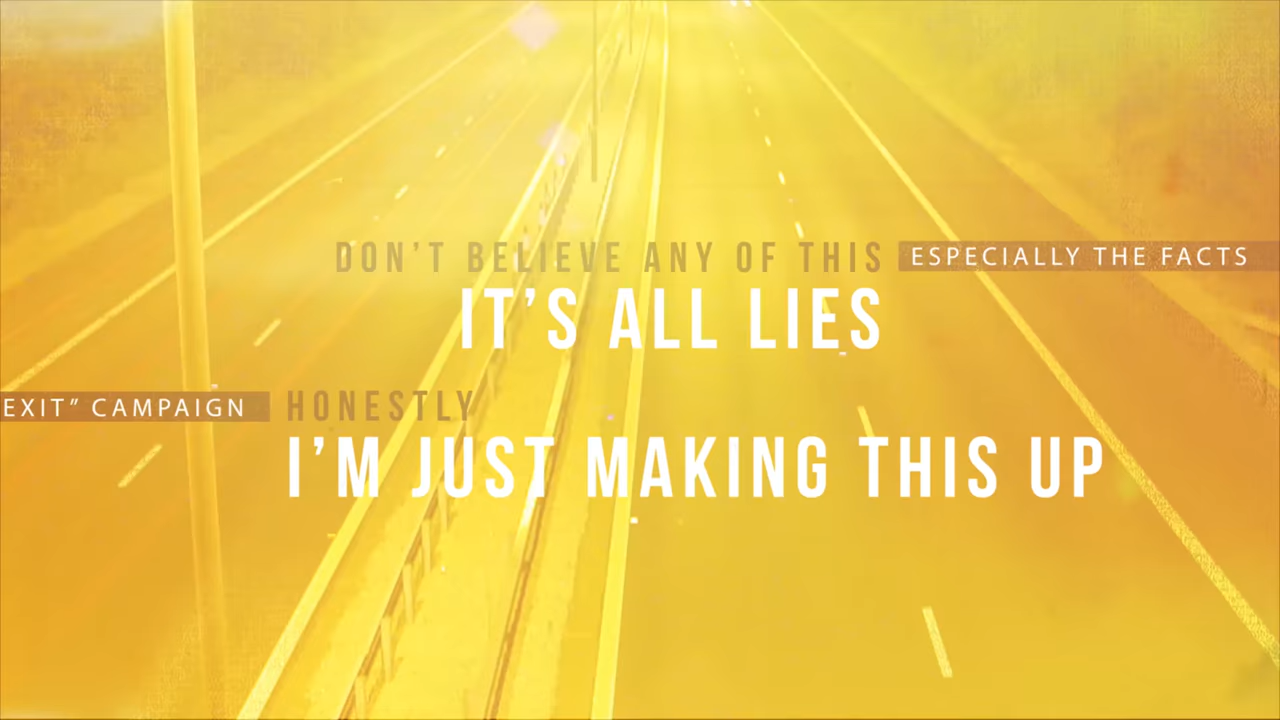 DON'T BELIEVE ANY OF THIS ESPECIALLY THE FACTS
IT'S ALL LIES
EXIT" CAMPAIGN HONESTLY
I'M JUST MAKING THIS UP